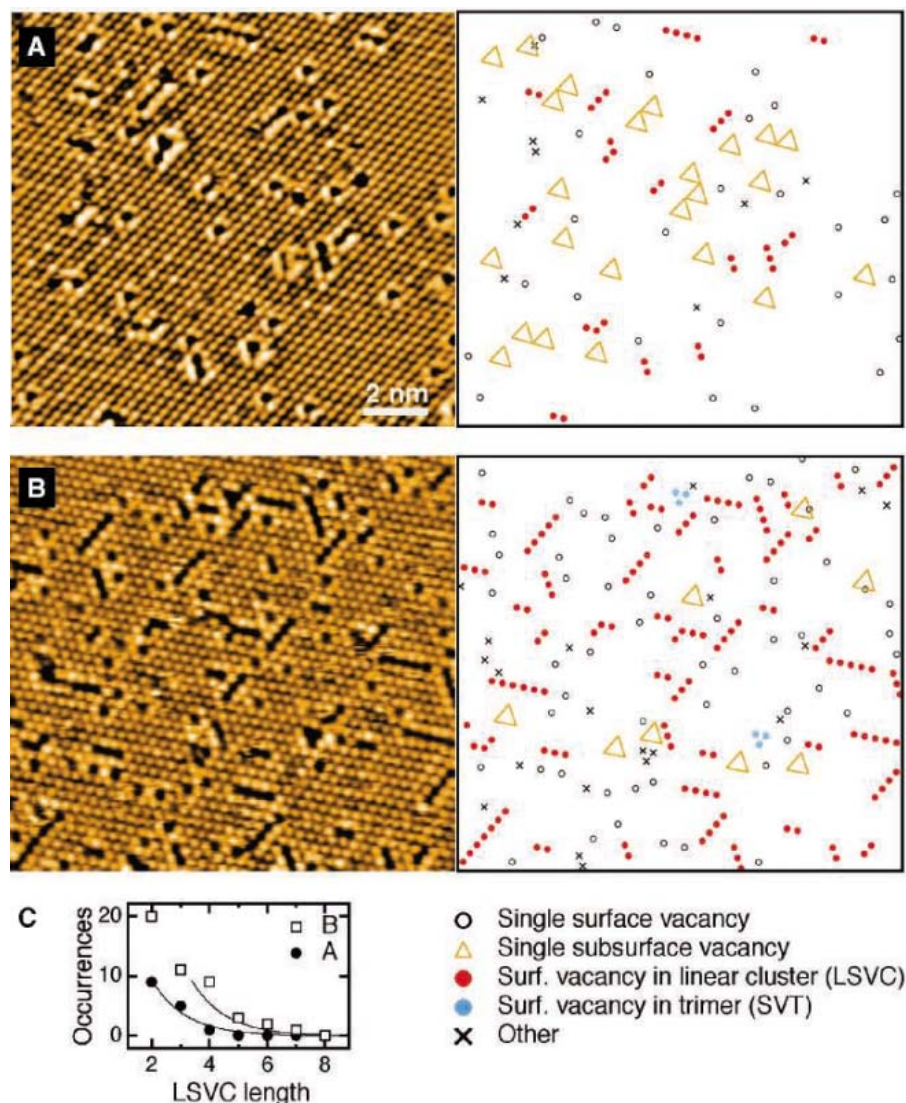 A
2 nm
B
C
Occurrences
20
10
0
B
A
2
4
6
8
LSVC length
Single surface vacancy
Single subsurface vacancy
Surf. vacancy in linear cluster (LSVC)
Surf. vacancy in trimer (SVT)
Other